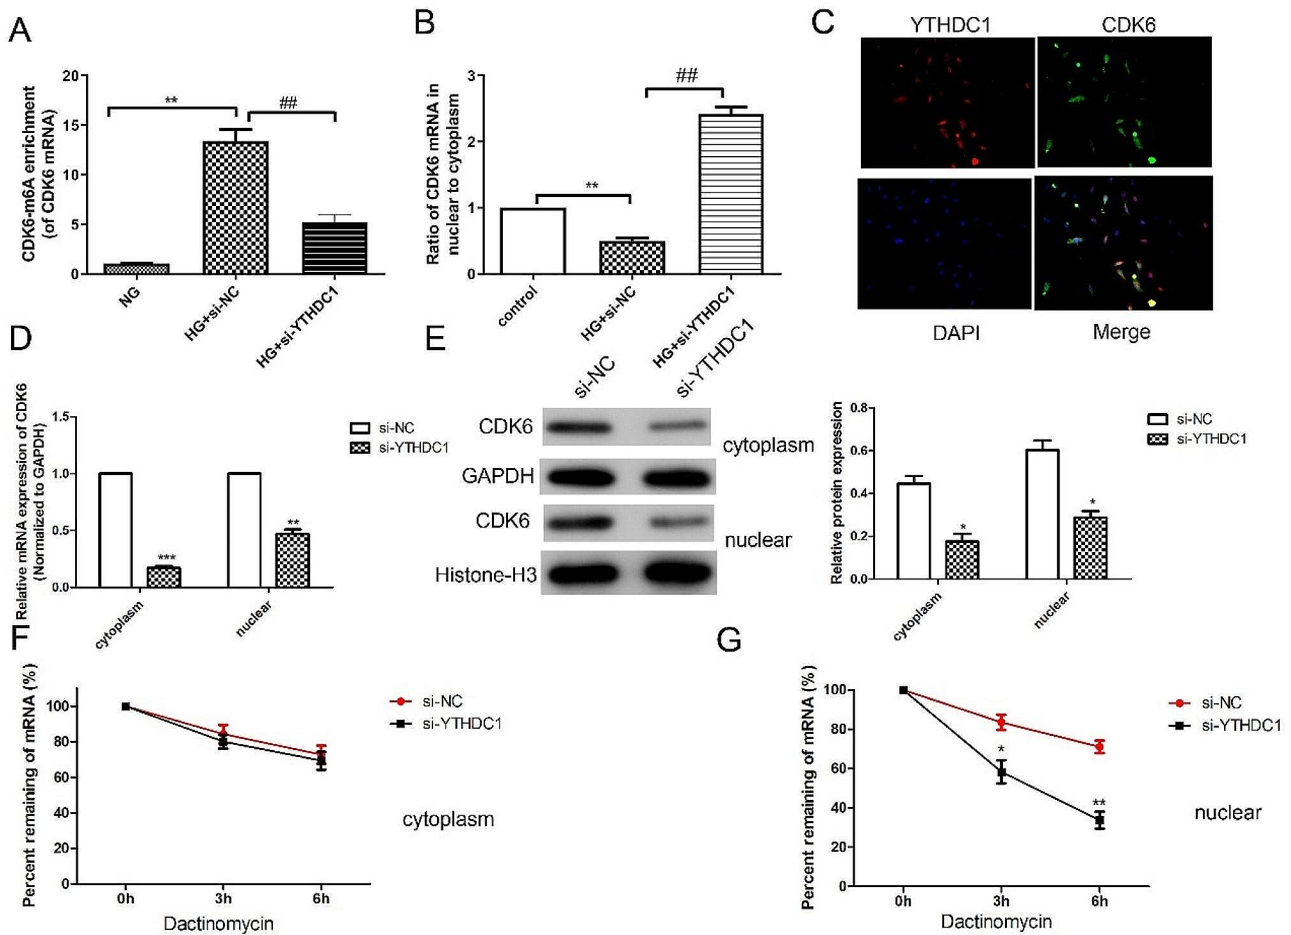 A
CDK6-m6A enrichment
(of CDK6 mRNA)
20
15
10
5
0
**
##
NG
HG+si-NC
HG+si-YTHDC1
B
Ratio of CDK6 mRNA in
nuclear to cytoplasm
3
2
1
0
**
##
control
HG+si-NC
HG+si-YTHDC1
C
YTHDC1
CDK6
DAPI
Merge
D
Relative mRNA expression of CDK6
(Normalized to GAPDH)
1.5
1.0
0.5
0.0
***
**
cytoplasm
nuclear
si-NC
si-YTHDC1
E
si-NC
si-YTHDC1
CDK6
GAPDH
cytoplasm
CDK6
Histone-H3
nuclear
Relative protein expression
0.8
0.6
0.4
0.2
0.0
*
*
cytoplasm
nuclear
si-NC
si-YTHDC1
F
Percent remaining of mRNA (%)
100
80
60
40
20
0
0h
3h
6h
Dactinomycin
si-NC
si-YTHDC1
cytoplasm
G
Percent remaining of mRNA (%)
100
80
60
40
20
0
*
**
0h
3h
6h
Dactinomycin
si-NC
si-YTHDC1
nuclear